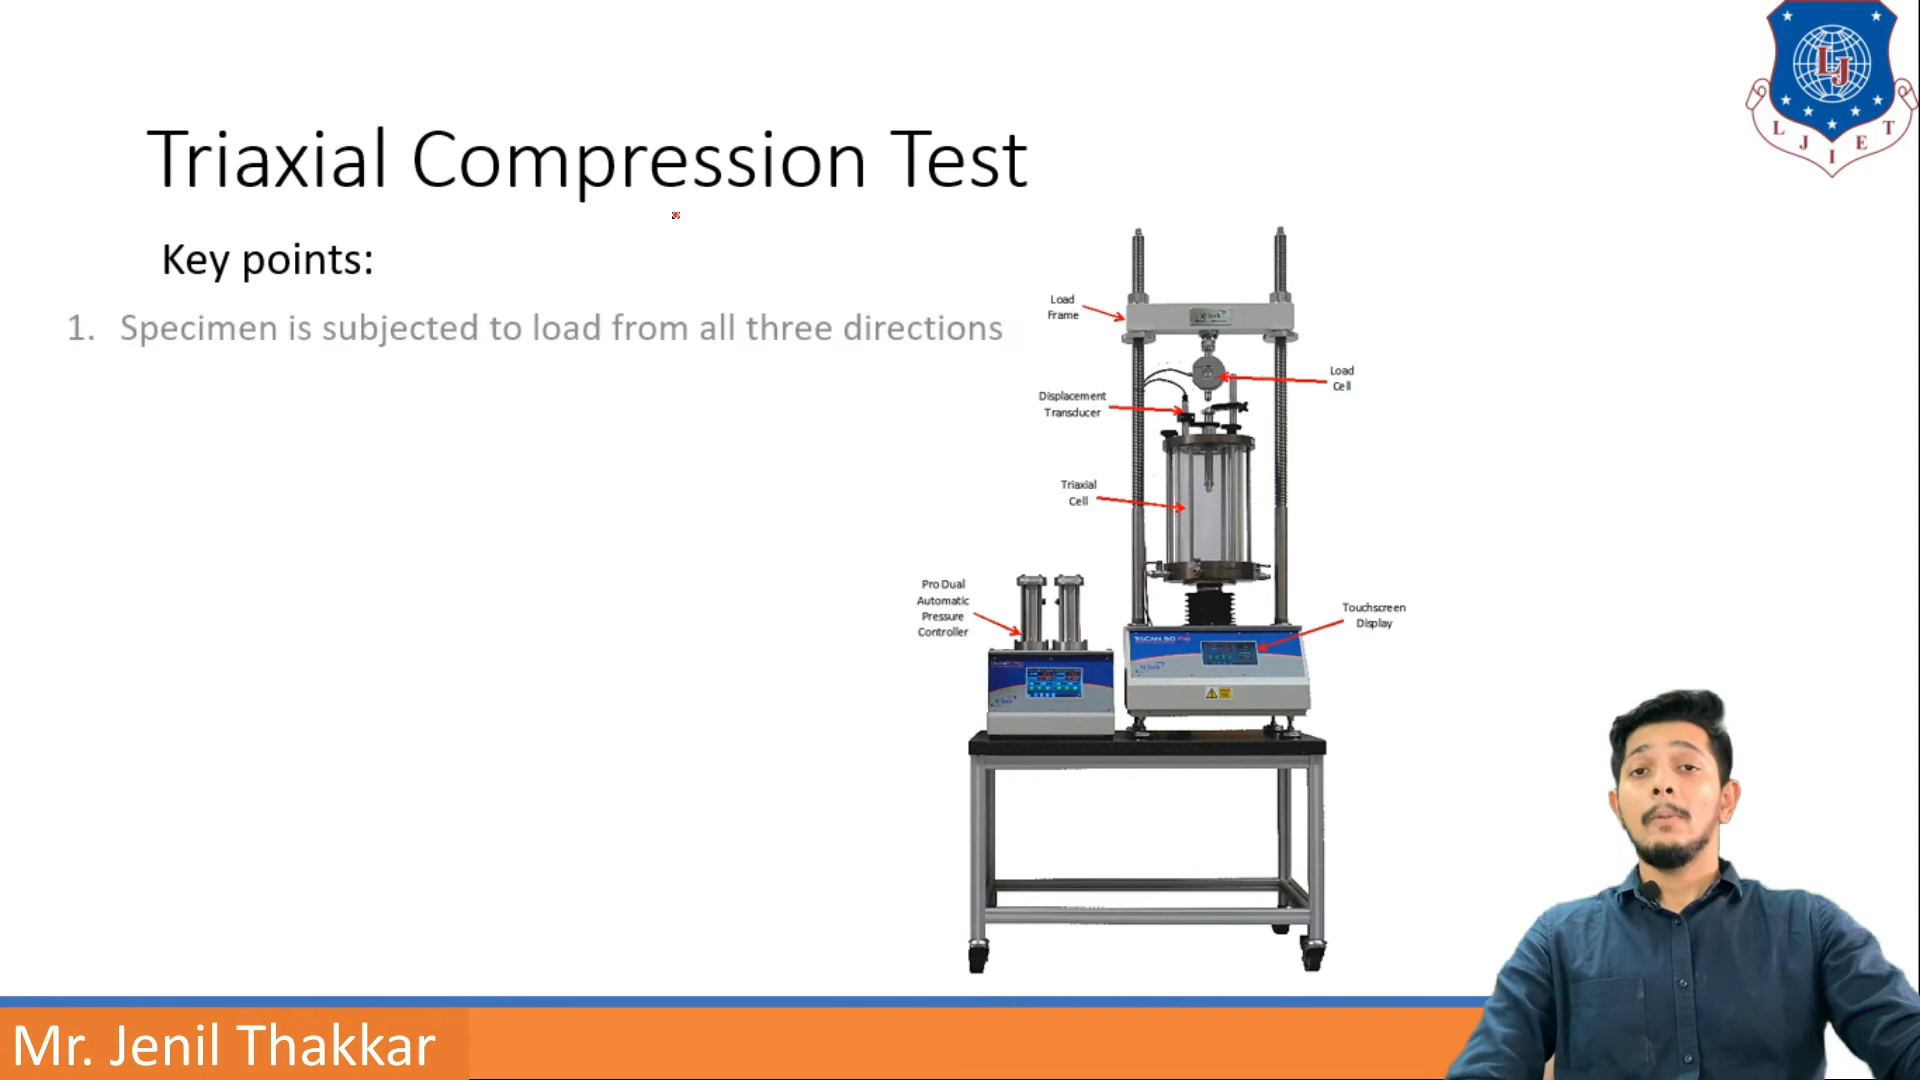 Triaxial Compression Test
Key points:
1. Specimen is subjected to load from all three directions
Load
Frame
Load
Cell
Displacement
Transducer
Triaxial
Cell
Pro Dual
Automatic
Pressure
Controller
Touchscreen
Display
LJ
L J I E T
Mr. Jenil Thakkar